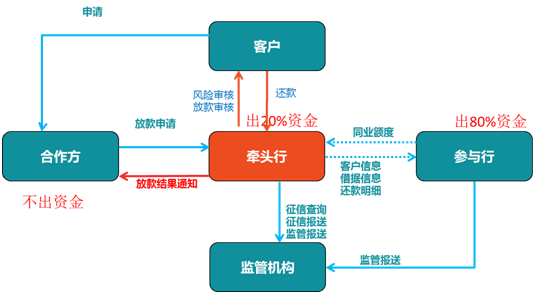 申请
客户
风险审核
放款审核
还款
出20%资金
出80%资金
放款申请
同业额度
合作方
牵头行
参与行
放款结果通知
客户信息
借据信息
还款明细
不出资金
征信查询
征信报送
监管报送
监管机构
监管报送